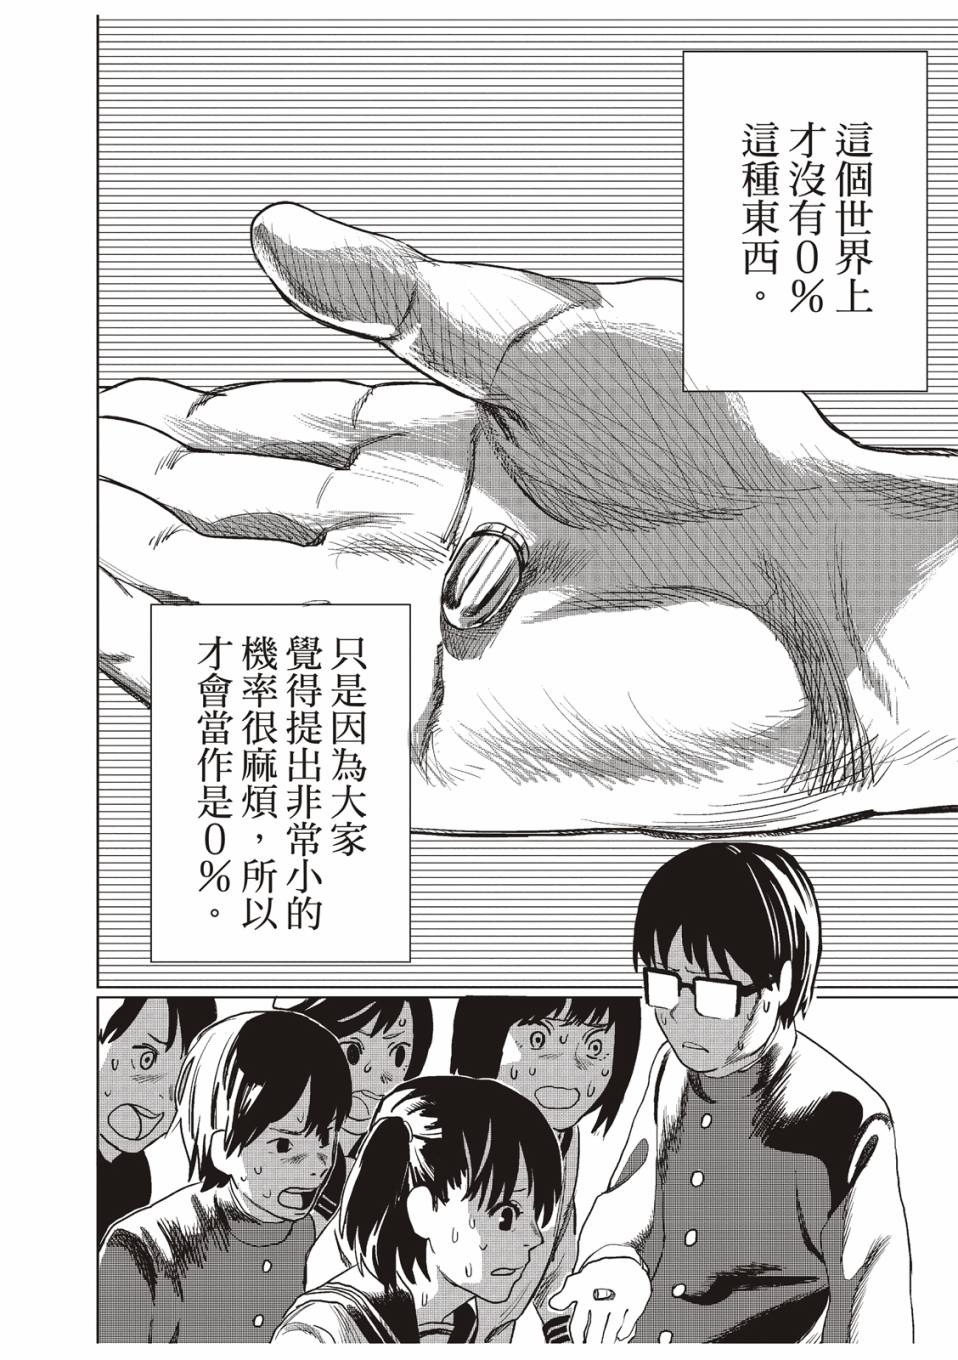 這個世界上
才沒有0%
這種東西。
只是因為大家
覺得提出非常小的
機率很麻煩，所以
才會當作是0%。